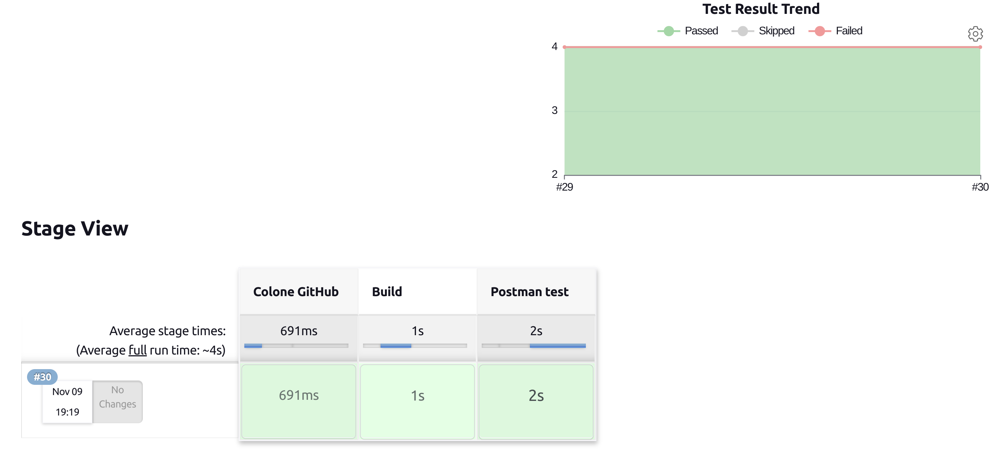 Test Result Trend
Passed Skipped Failed
4
3
2
#29 #30
Stage View
Colone GitHub Build Postman test
Average stage times: 691ms 1s 2s
(Average full run time: ~4s)
#30
Nov 09
19:19
No
Changes
691ms 1s 2s